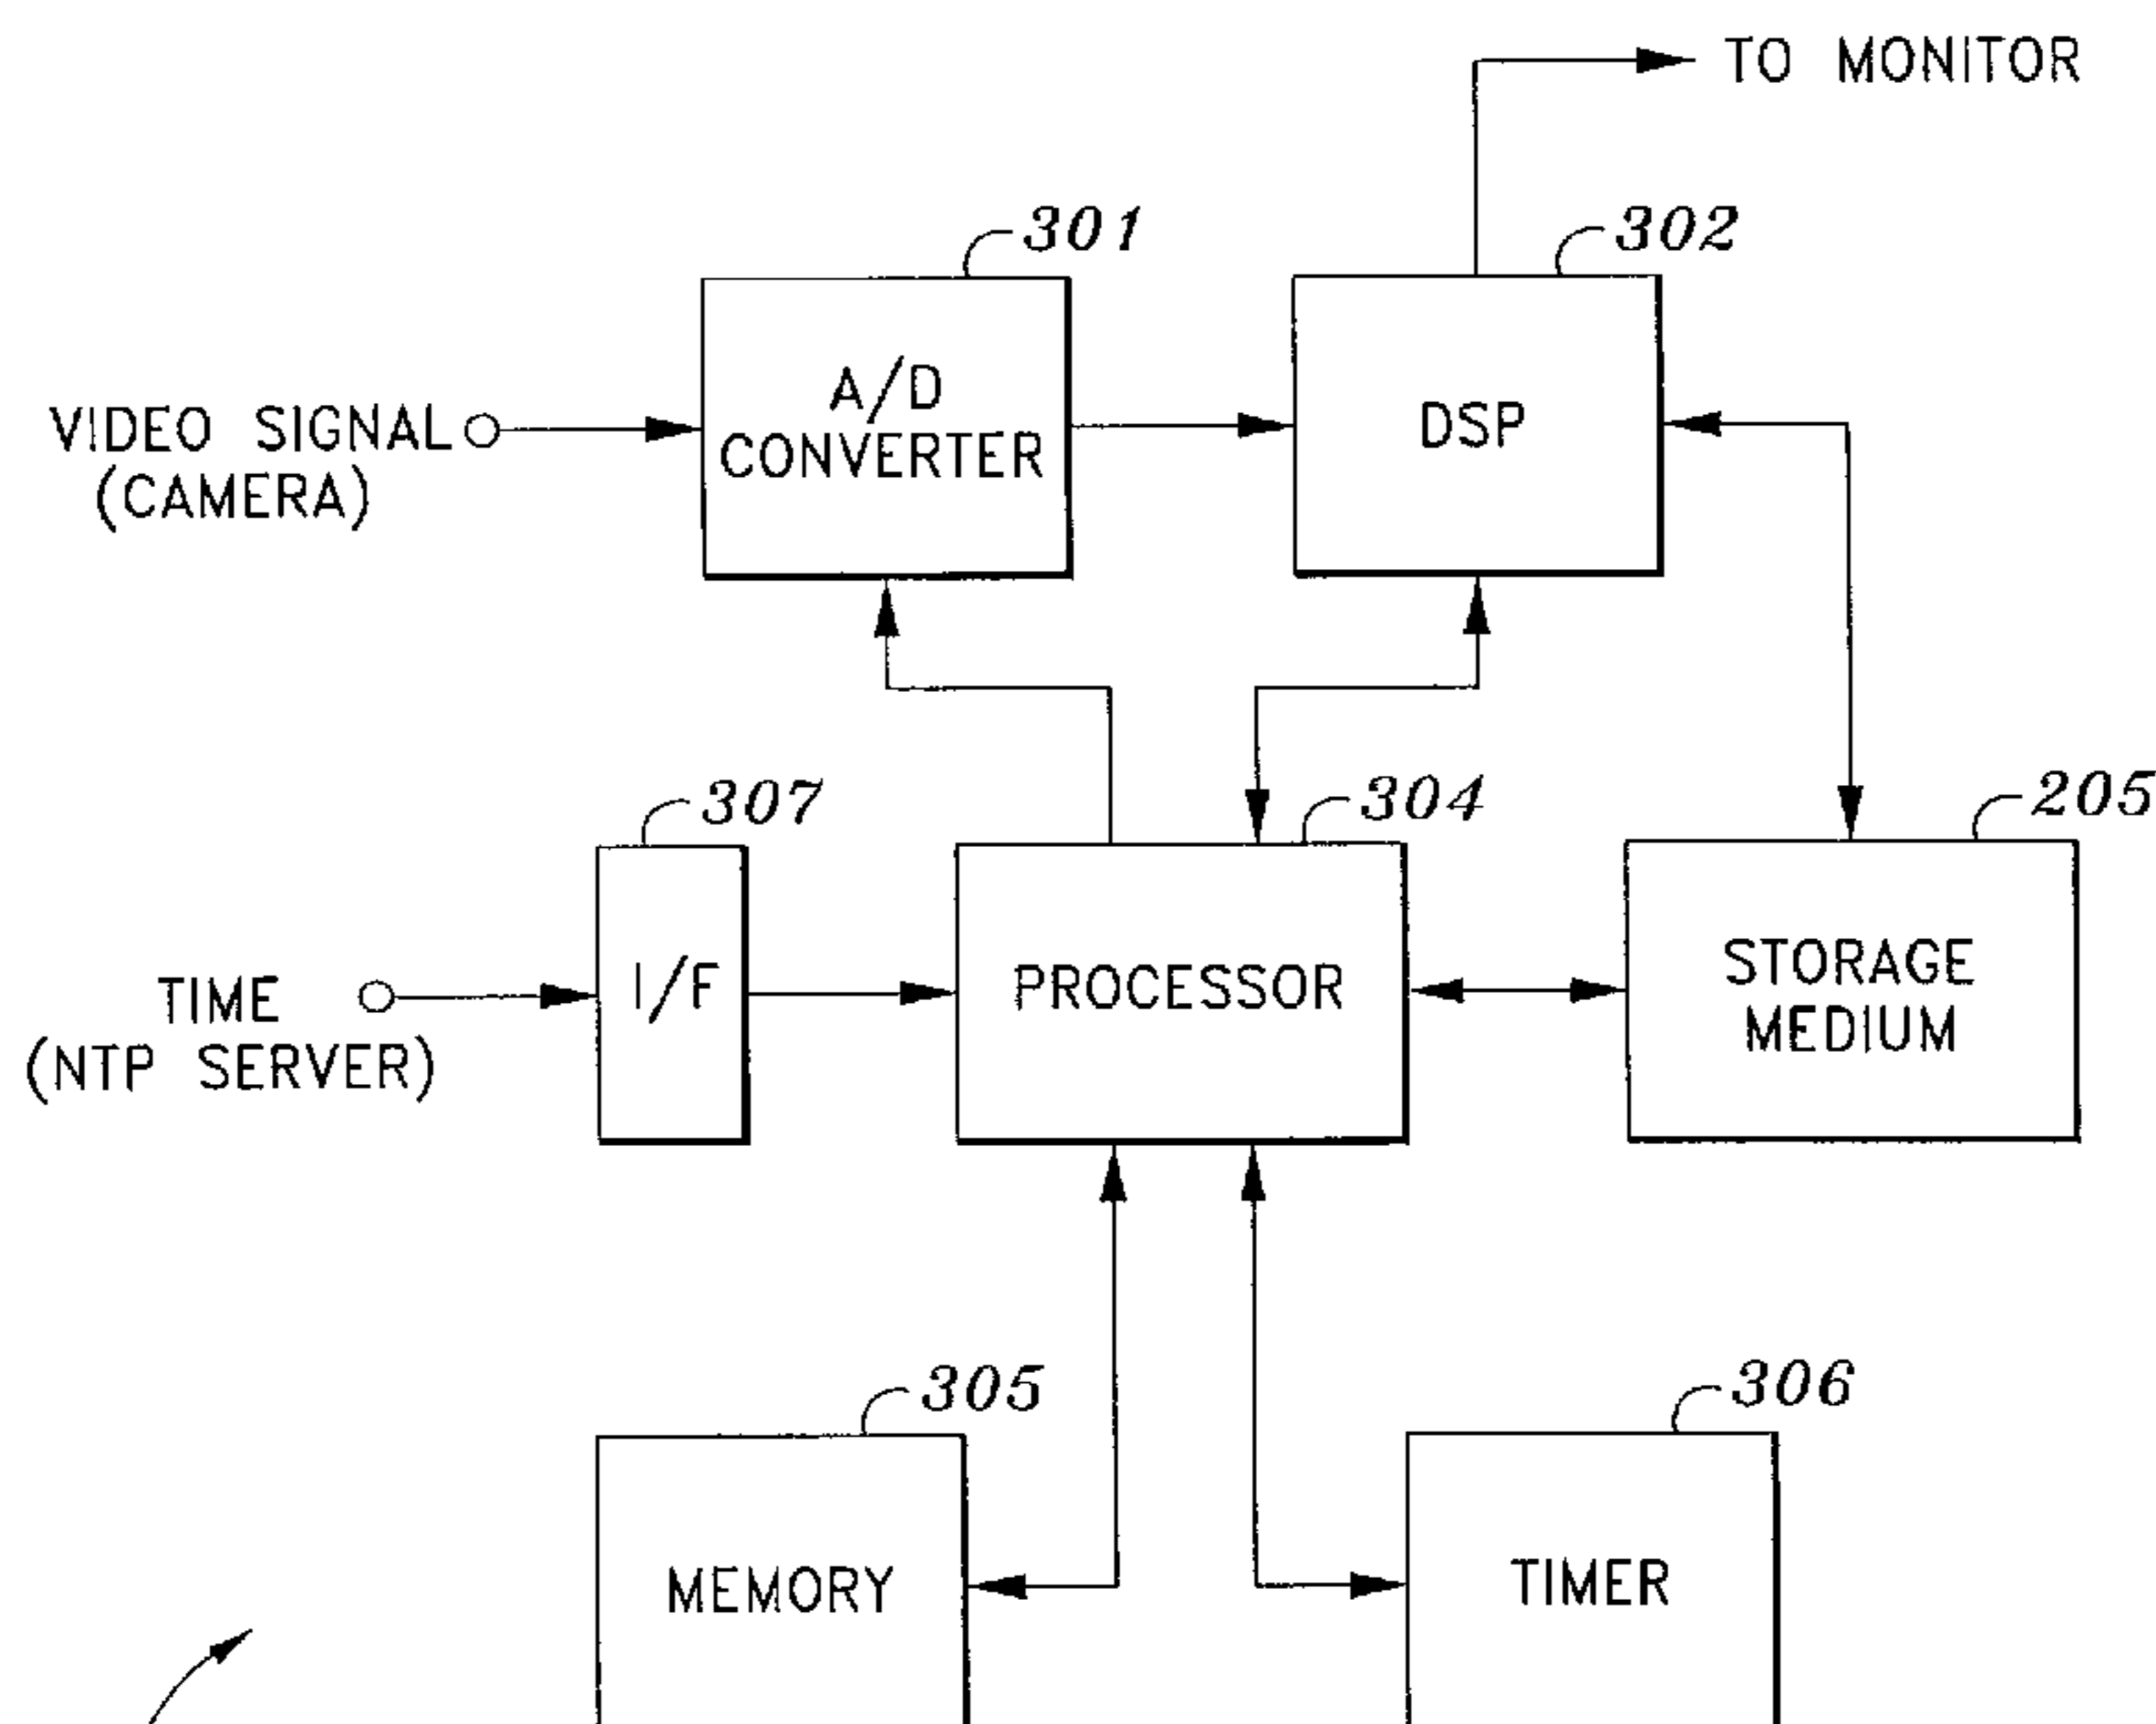 TO MONITOR
301
302
A/D
CONVERTER
DSP
VIDEO SIGNAL
(CAMERA)
307
304
205
I/F
PROCESSOR
STORAGE
MEDIUM
TIME
(NTP SERVER)
305
306
MEMORY
TIMER